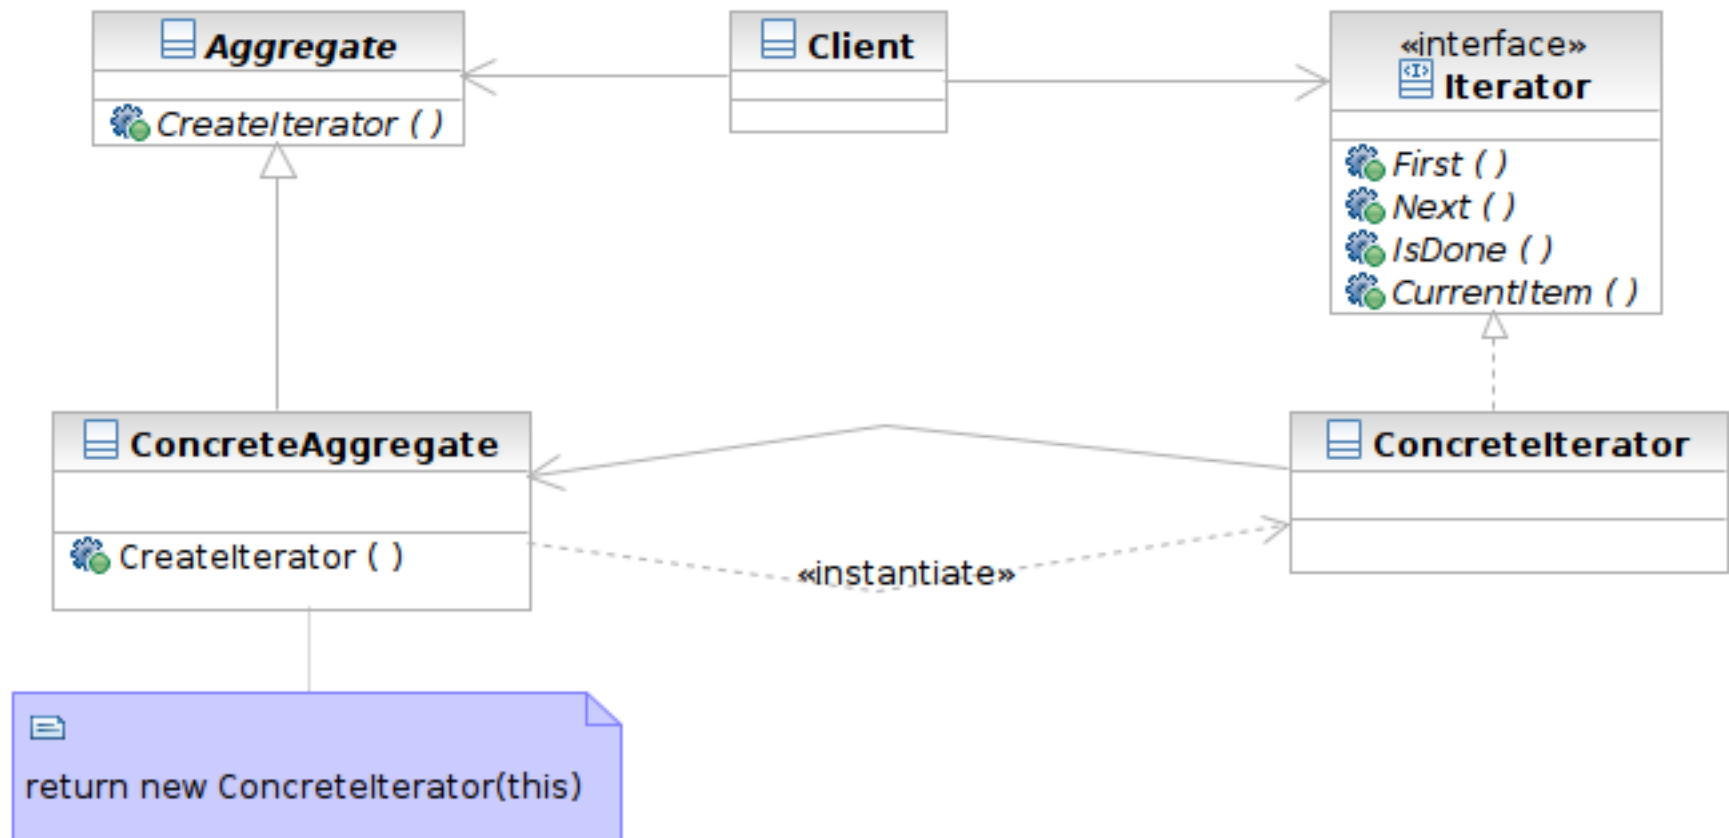 Aggregate
CreateIterator ( )
Client
«interface»
Iterator
First ( )
Next ( )
IsDone ( )
CurrentItem ( )
ConcreteAggregate
CreateIterator ( )
«instantiate»
ConcreteIterator
return new ConcreteIterator(this)